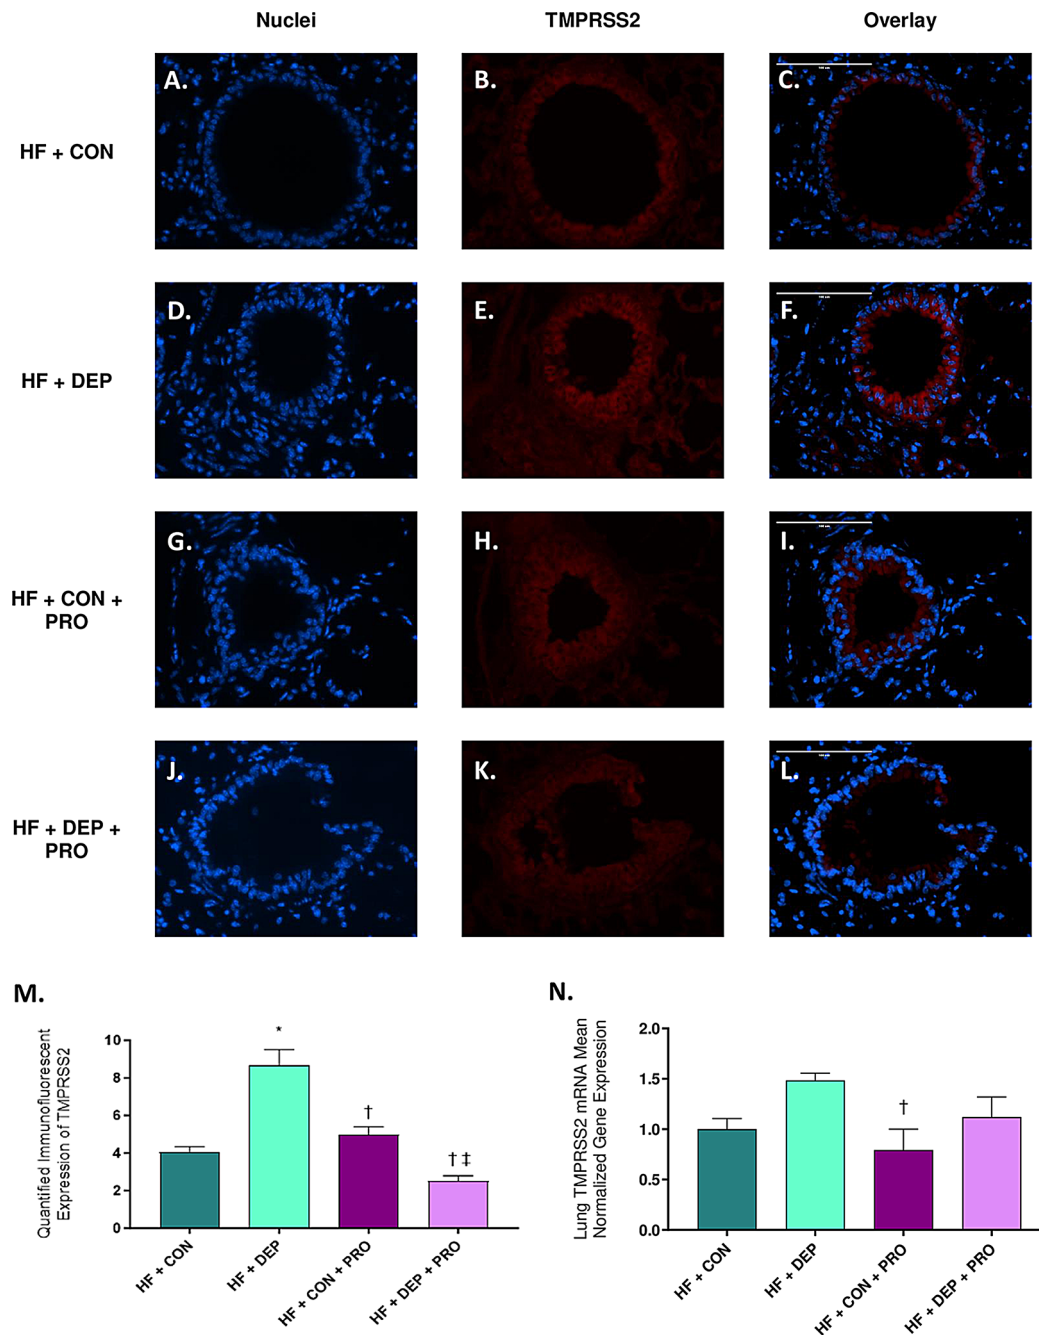 Nuclei TMPRSS2 Overlay
HF + CON
A. B. C.
HF + DEP
D. E. F.
HF + CON +
PRO
G. H. I.
HF + DEP +
PRO
J. K. L.
M.
Quantified Immunofluorescent
Expression of TMPRSS2
10
8
6
4
2
0
*
†
† ‡
HF + CON
HF + DEP
HF + CON + PRO
HF + DEP + PRO
N.
Lung TMPRSS2 mRNA Mean
Normalized Gene Expression
2.0
1.5
1.0
0.5
0.0
†
HF + CON
HF + DEP
HF + CON + PRO
HF + DEP + PRO